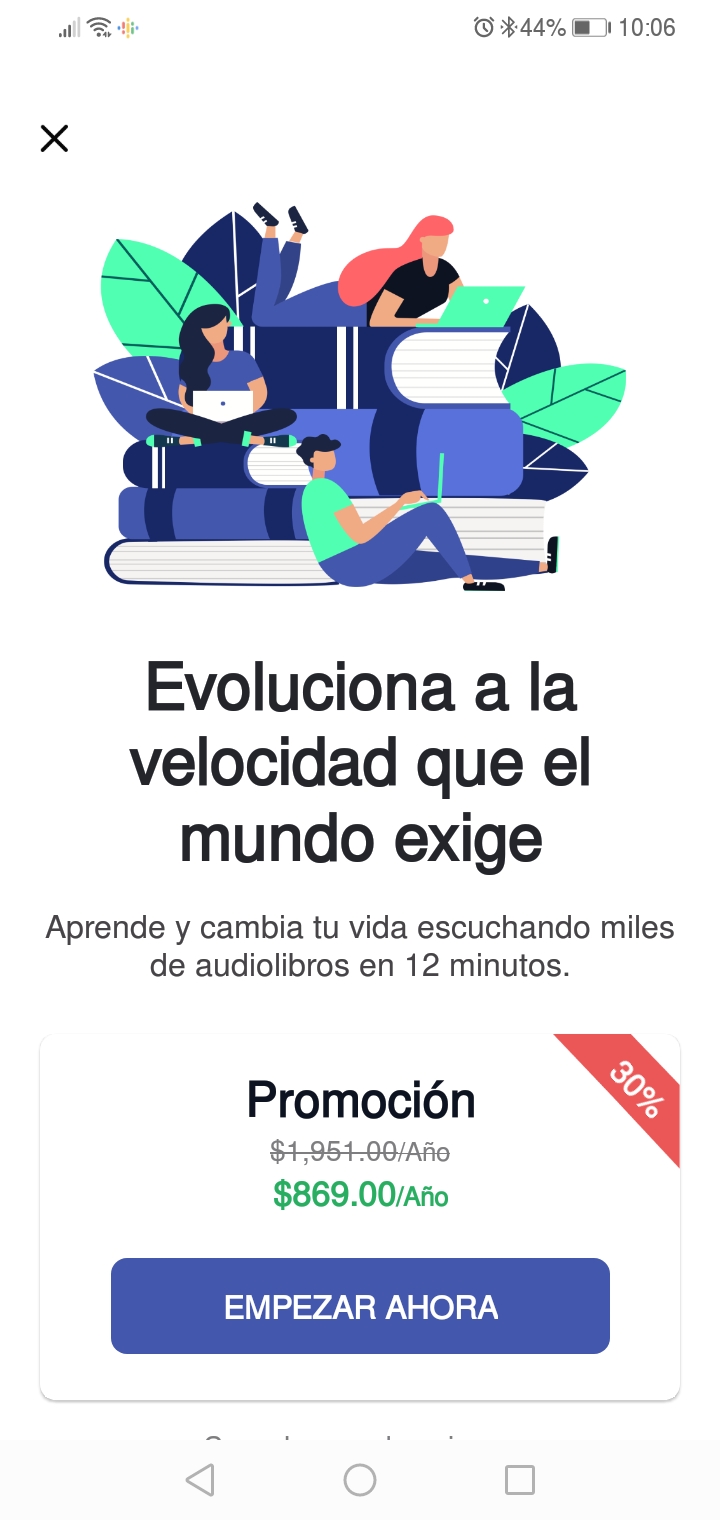 44% 10:06
Evoluciona a la
velocidad que el
mundo exige
Aprende y cambia tu vida escuchando miles
de audiolibros en 12 minutos.
30%
Promoción
$1,951.00/Año
$869.00/Año
EMPEZAR AHORA